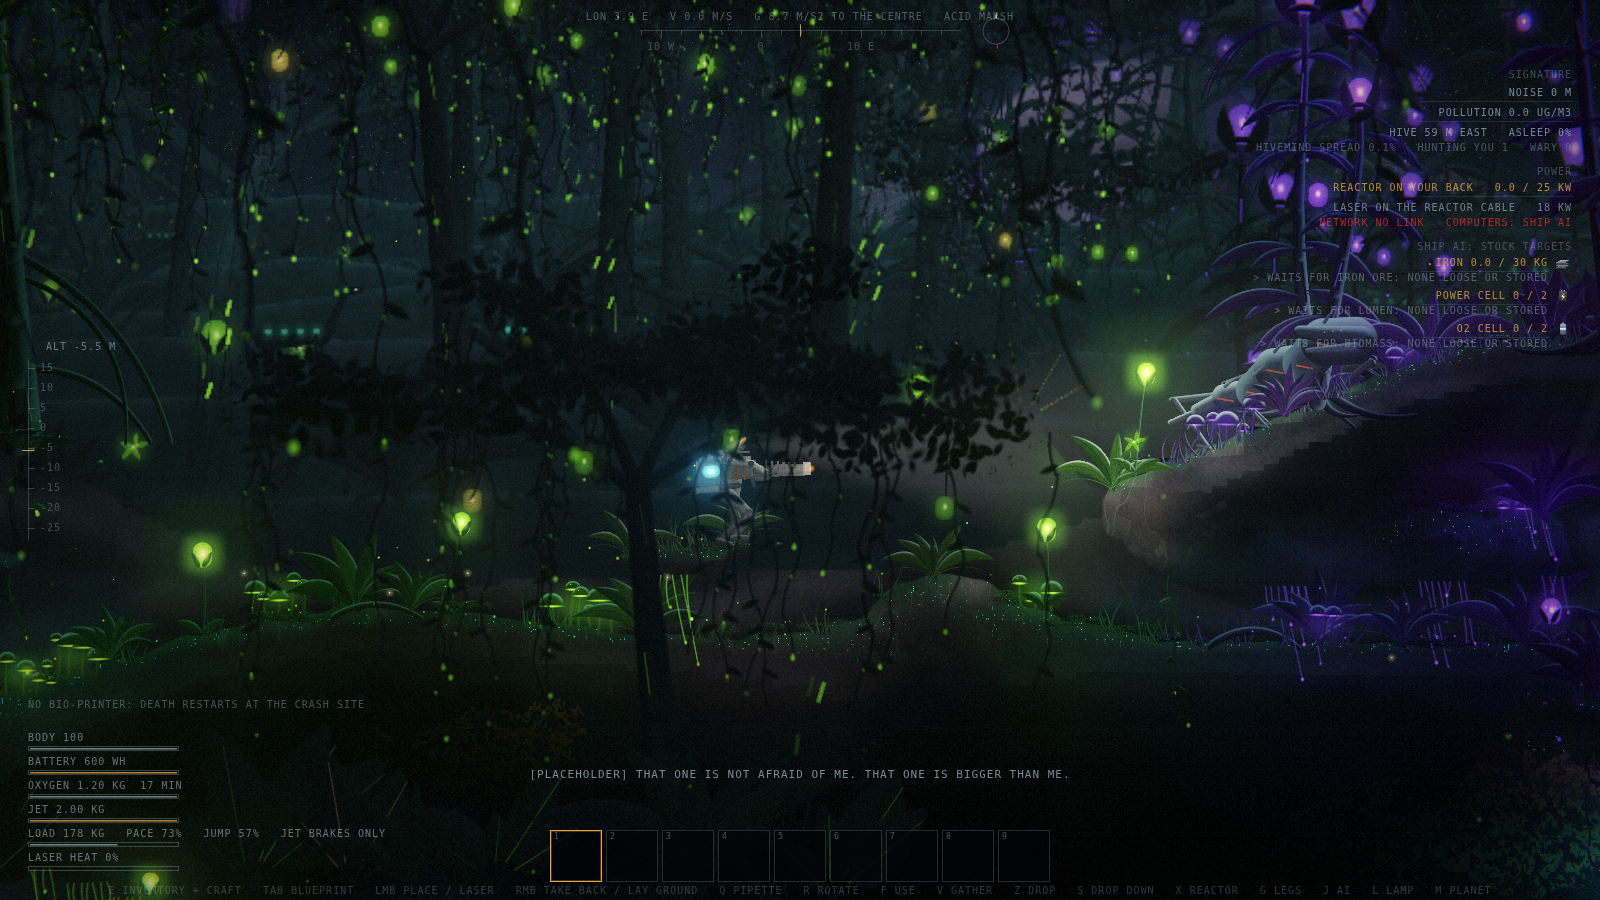 LON 3.9 E   V 0.0 M/S   G 8.7 M/S2 TO THE CENTRE   ACID MARSH
10 W   0   10 E
SIGNATURE
NOISE 0 M
POLLUTION 0.0 UG/M3
HIVE 59 M EAST   ASLEEP 0%
HIVEMIND SPREAD 0.1%   HUNTING YOU 1   WARY 0
POWER
REACTOR ON YOUR BACK   0.0 / 25 KW
LASER ON THE REACTOR CABLE   18 KW
NETWORK NO LINK   COMPUTERS: SHIP AI
SHIP AI: STOCK TARGETS
IRON 0.0 / 30 KG
> WAITS FOR IRON ORE: NONE LOOSE OR STORED
POWER CELL 0 / 2
> WAITS FOR LUMEN: NONE LOOSE OR STORED
O2 CELL 0 / 2
> WAITS FOR BIOMASS: NONE LOOSE OR STORED
ALT -5.5 M
15
10
5
0
-5
-10
-15
-20
-25
NO BIO-PRINTER: DEATH RESTARTS AT THE CRASH SITE
BODY 100
BATTERY 600 WH
OXYGEN 1.20 KG   17 MIN
JET 2.00 KG
LOAD 178 KG   PACE 73%   JUMP 57%   JET BRAKES ONLY
LASER HEAT 0%
[PLACEHOLDER] THAT ONE IS NOT AFRAID OF ME. THAT ONE IS BIGGER THAN ME.
1 2 3 4 5 6 7 8 9
E INVENTORY + CRAFT   TAB BLUEPRINT   LMB PLACE / LASER   RMB TAKE BACK / LAY GROUND   Q PIPETTE   R ROTATE   F USE   V GATHER   Z DROP   S DROP DOWN   X REACTOR   G LEGS   J AI   L LAMP   M PLANET